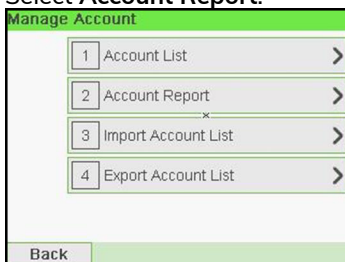 Select Account Report.
Manage Account
1 Account List
2 Account Report
3 Import Account List
4 Export Account List
Back